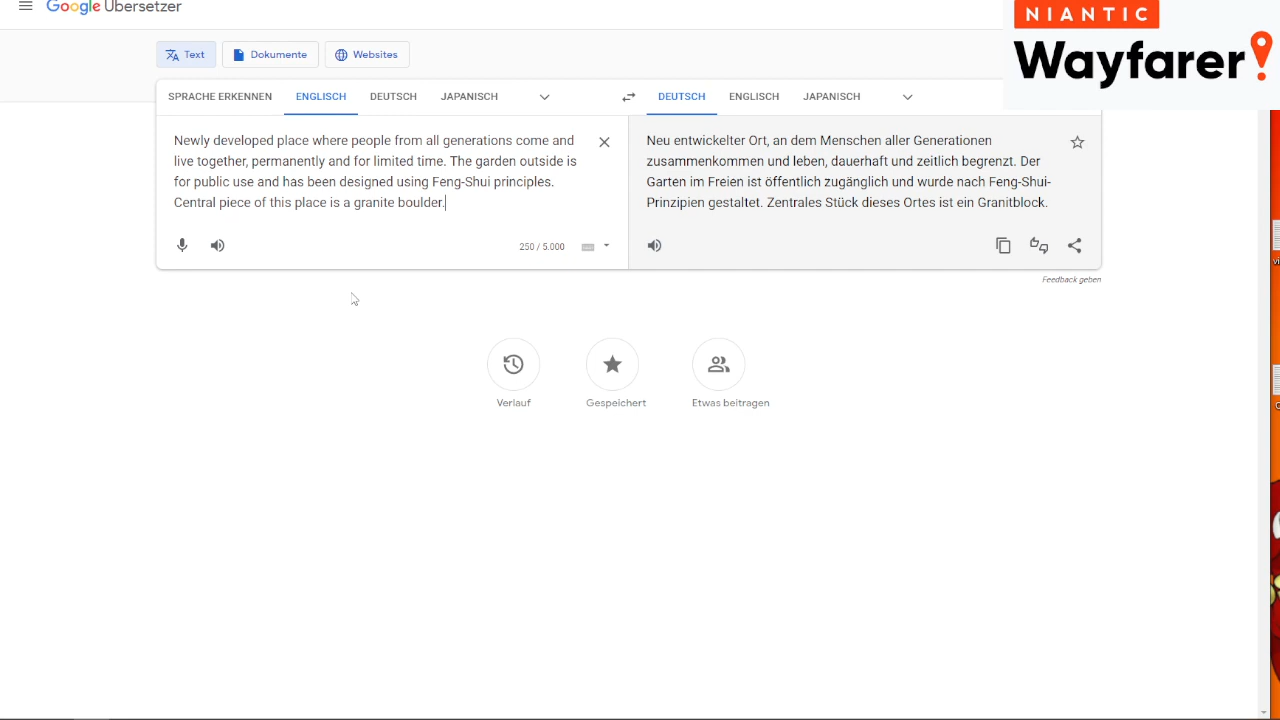 Google Übersetzer
NIANTIC
Wayfarer!
Text
Dokumente
Websites
SPRACHE ERKENNEN ENGLISCH DEUTSCH JAPANISCH
DEUTSCH ENGLISCH JAPANISCH
Newly developed place where people from all generations come and
live together, permanently and for limited time. The garden outside is
for public use and has been designed using Feng-Shui principles.
Central piece of this place is a granite boulder.
250 / 5.000
Neu entwickelter Ort, an dem Menschen aller Generationen
zusammenkommen und leben, dauerhaft und zeitlich begrenzt. Der
Garten im Freien ist öffentlich zugänglich und wurde nach Feng-Shui-
Prinzipien gestaltet. Zentrales Stück dieses Ortes ist ein Granitblock.
Feedback geben
Verlauf
Gespeichert
Etwas beitragen